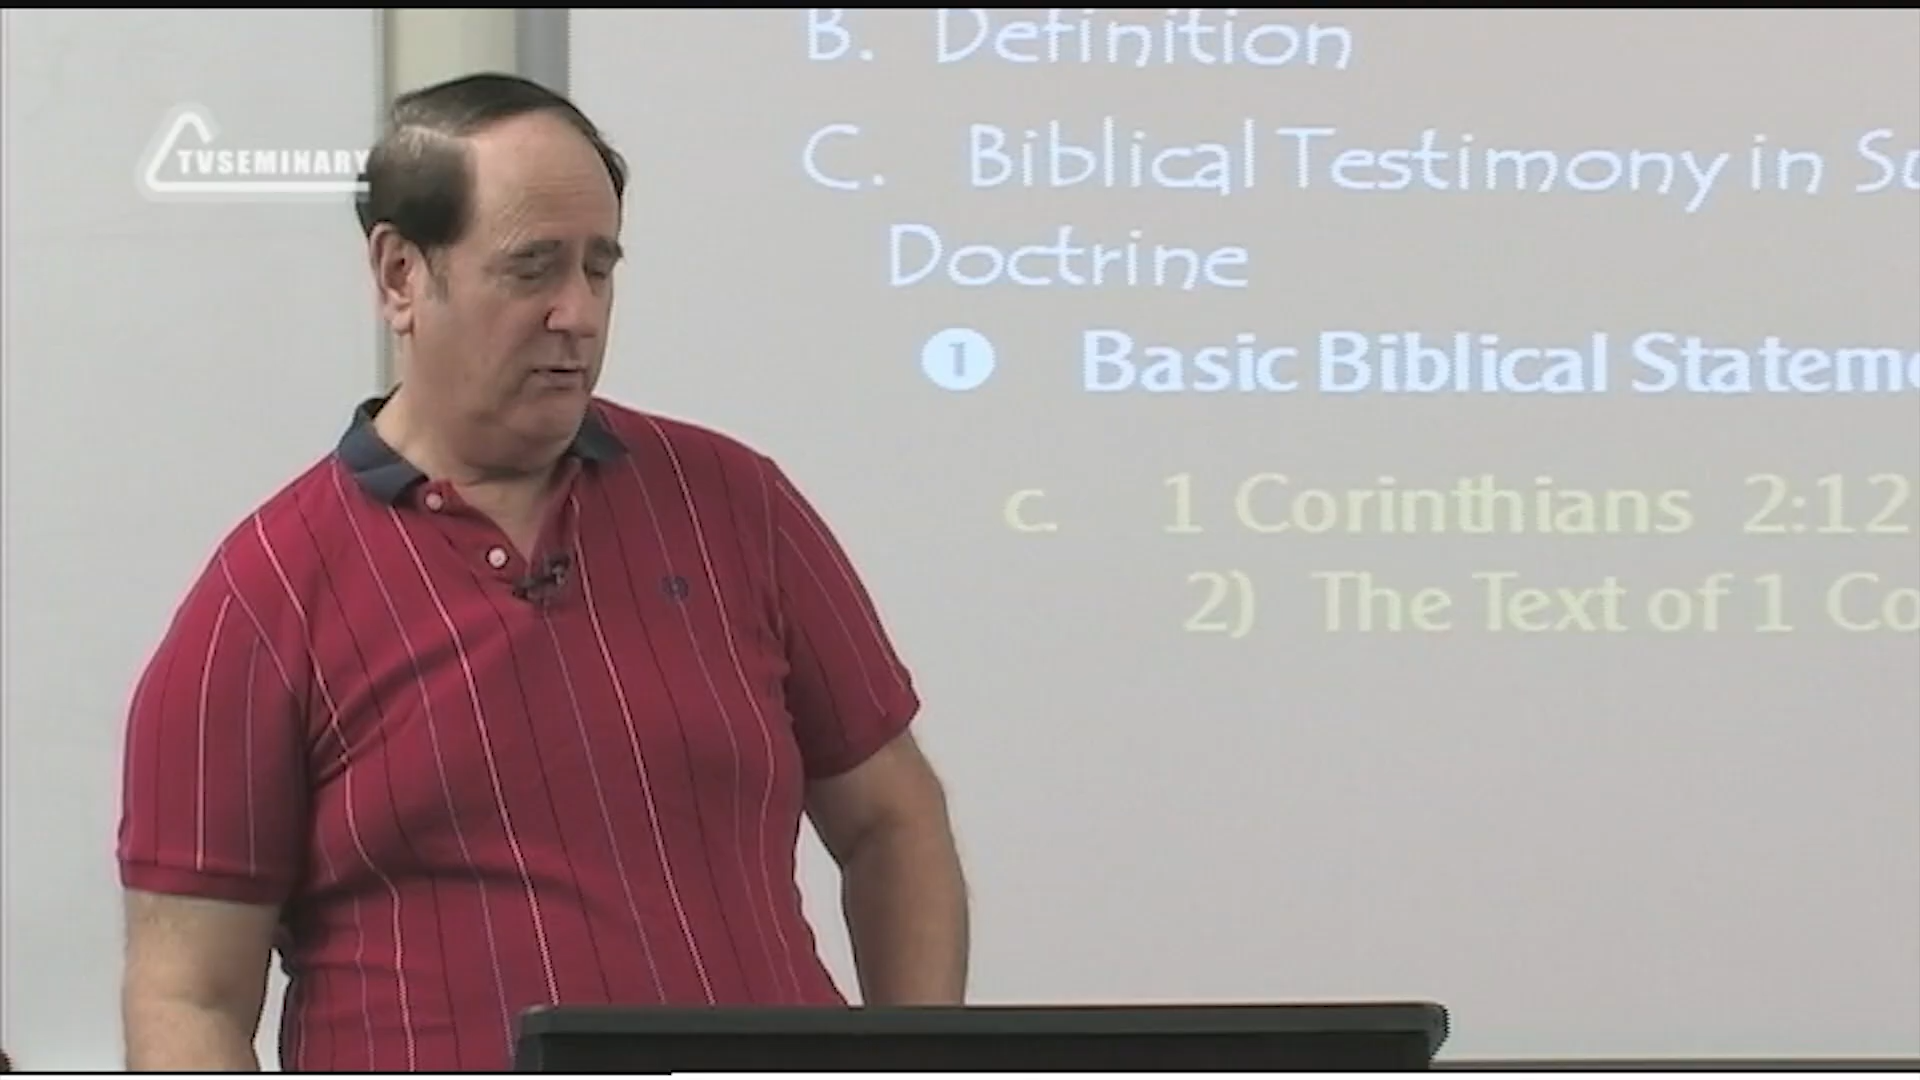 TVSEMINARY
B. Definition
C. Biblical Testimony in
Doctrine
1 Basic Biblical
c. 1 Corinthians 2:12
2) The Text of 1